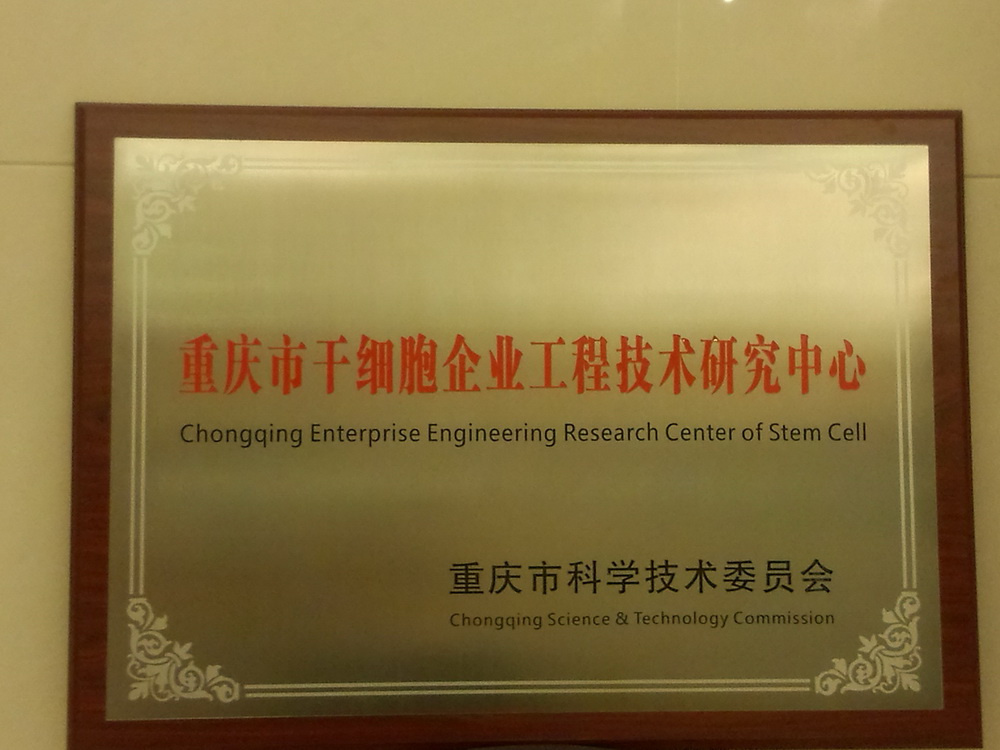 重庆市干细胞企业工程技术研究中心
Chongqing Enterprise Engineering Research Center of Stem Cell
重庆市科学技术委员会
Chongqing Science & Technology Commission